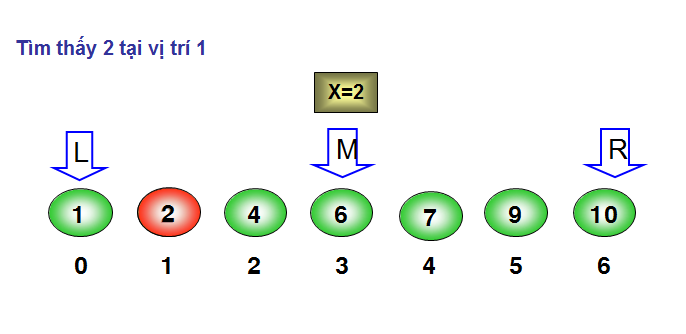 Tìm thấy 2 tại vị trí 1
X=2
L M R
1 2 4 6 7 9 10
0 1 2 3 4 5 6